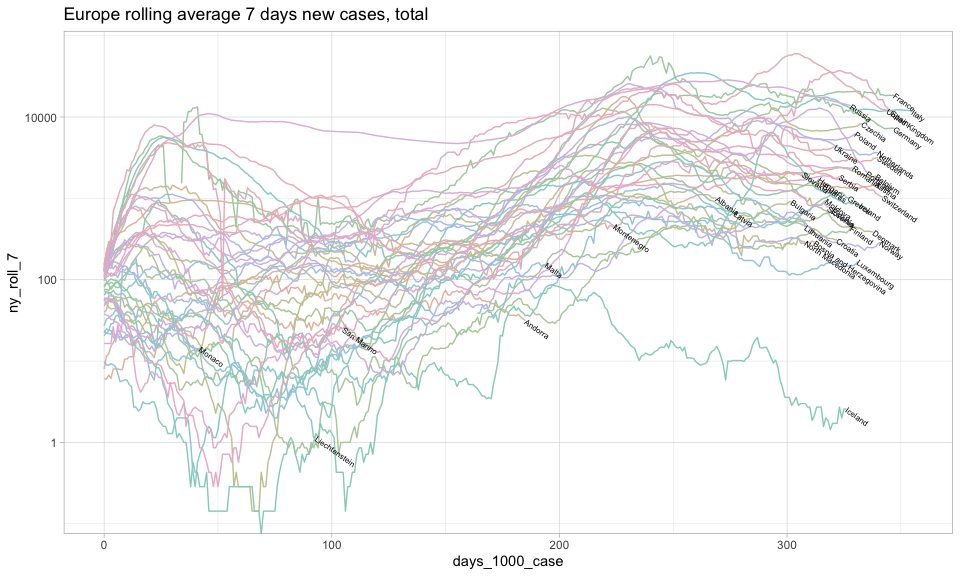 Europe rolling average 7 days new cases, total
ny_roll_7
10000
100
1
France
Italy
Russia
Germany
Czechia
Poland
Netherlands
Ukraine
Serbia
Switzerland
Ireland
Albania
Latvia
Bulgaria
Finland
Denmark
Norway
Montenegro
Lithuania
Croatia
Bosnia and Herzegovina
North Macedonia
Luxembourg
Malta
Andorra
San Marino
Monaco
Iceland
Liechtenstein
0
100
200
300
days_1000_case